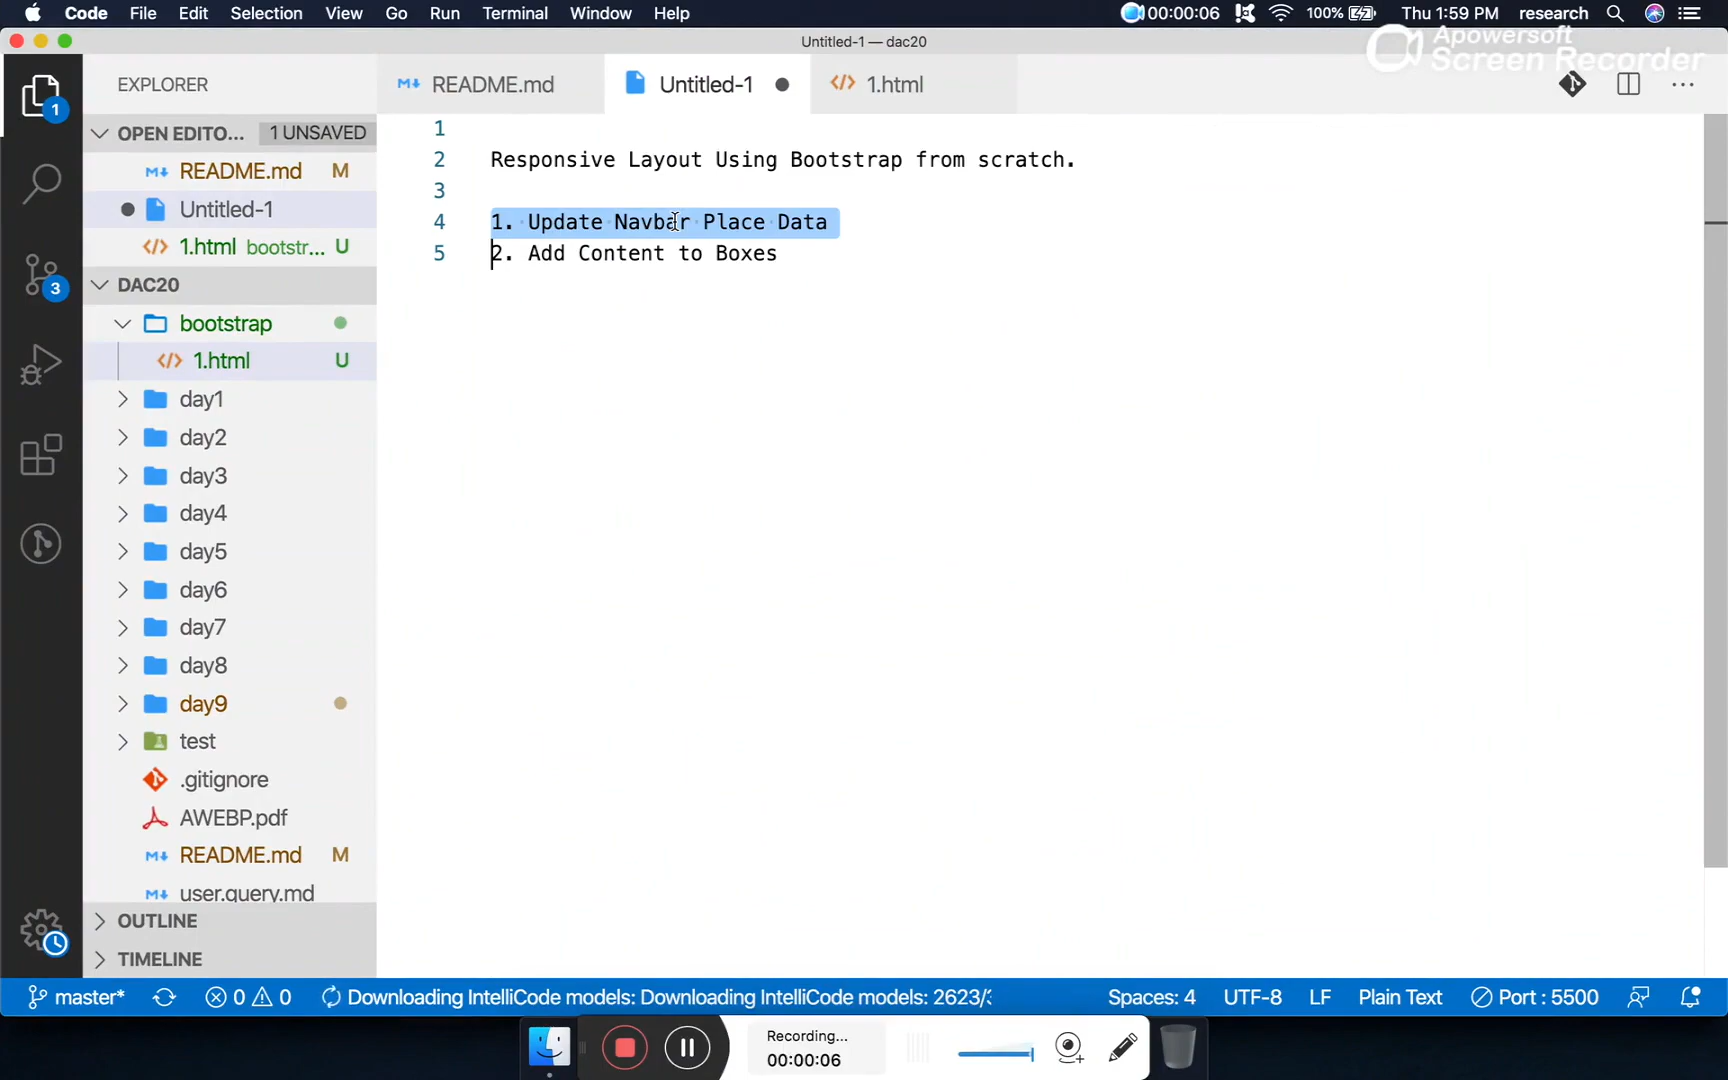 Code File Edit Selection View Go Run Terminal Window Help 00:00:06 100% Thu 1:59 PM research
Untitled-1 — dac20
Apowersoft
Screen Recorder
EXPLORER
README.md Untitled-1 1.html
OPEN EDITO... 1 UNSAVED
README.md M
Untitled-1
1.html bootstr... U
DAC20
bootstrap
1.html U
day1
day2
day3
day4
day5
day6
day7
day8
day9
test
.gitignore
AWEBP.pdf
README.md M
user.query.md
OUTLINE
TIMELINE
1
3
1
2 Responsive Layout Using Bootstrap from scratch.
3
4 1. Update Navbar Place Data
5 2. Add Content to Boxes
master* 0 0 Downloading IntelliCode models: Downloading IntelliCode models: 2623/ Spaces: 4 UTF-8 LF Plain Text Port : 5500
Recording...
00:00:06